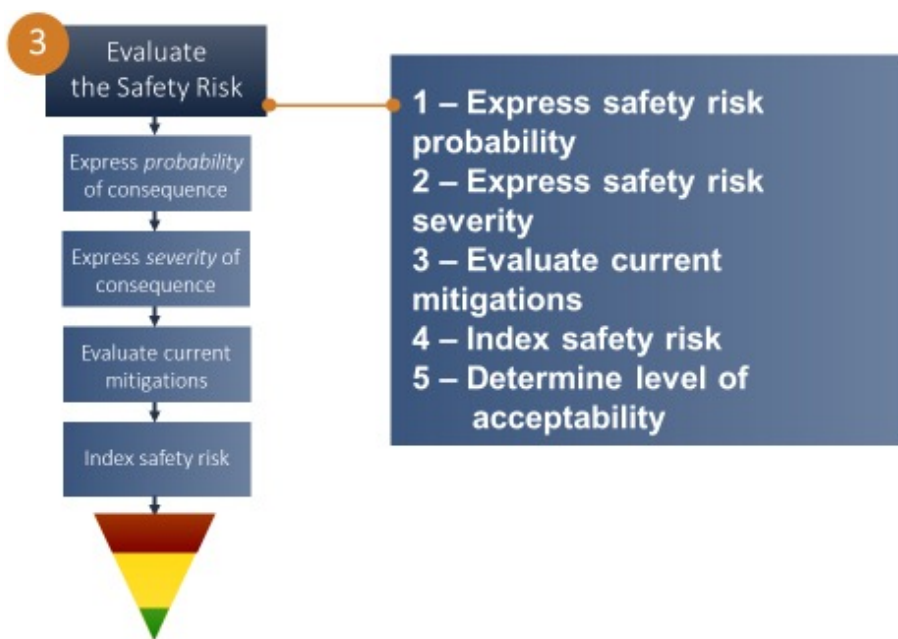 3
Evaluate
the Safety Risk
Express probability
of consequence
Express severity of
consequence
Evaluate current
mitigations
Index safety risk
1 – Express safety risk
probability
2 – Express safety risk
severity
3 – Evaluate current
mitigations
4 – Index safety risk
5 – Determine level of
acceptability